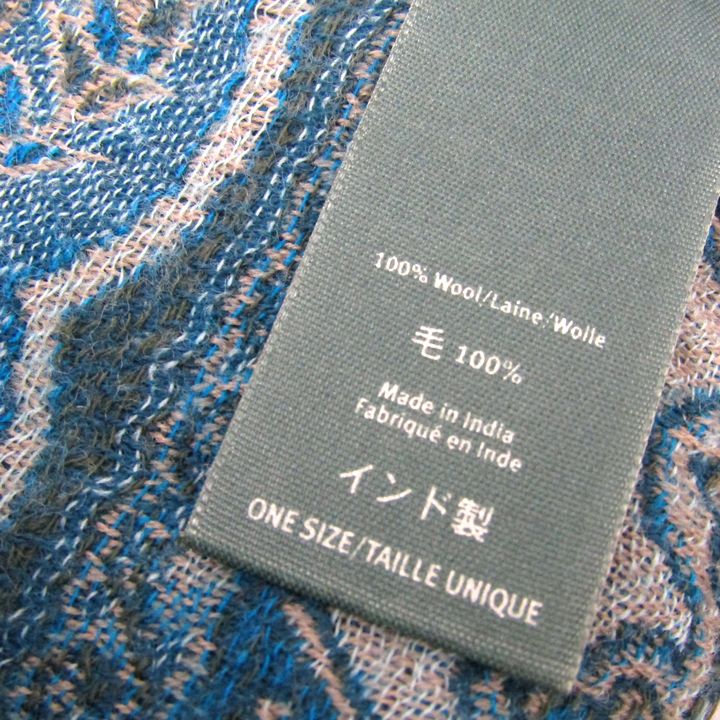 100% Wool/Laine/Wolle
毛 100%
Made in India
Fabriqué en Inde
インド製
ONE SIZE/TAILLE UNIQUE